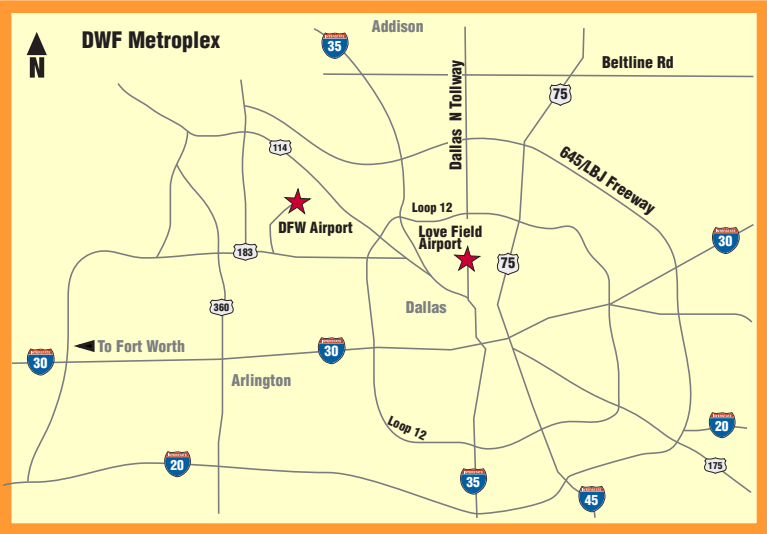 Addison
35
DWF Metroplex
N
Beltline Rd
Dallas N Tollway
75
114
645/LBJ Freeway
DFW Airport
Loop 12
Love Field
Airport
183
75
30
360
Dallas
To Fort Worth
30
30
Arlington
Loop 12
20
20
175
35
45